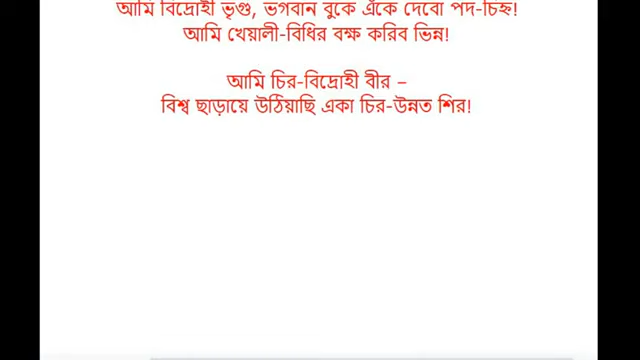 আমি বিদ্রোহী ভৃগু, ভগবান বুকে এঁকে দেবো পদ-চিহ্ন!
আমি খেয়ালী-বিধির বক্ষ করিব ভিন্ন!
আমি চির-বিদ্রোহী বীর –
বিশ্ব ছাড়ায়ে উঠিয়াছি একা চির-উন্নত শির!